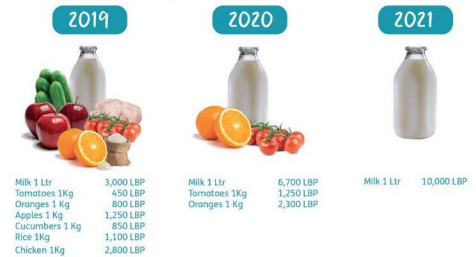 2019
Milk 1 Ltr 3,000 LBP
Tomatoes 1Kg 450 LBP
Oranges 1 Kg 800 LBP
Apples 1 Kg 1,250 LBP
Cucumbers 1 Kg 850 LBP
Rice 1Kg 1,100 LBP
Chicken 1Kg 2,800 LBP
2020
Milk 1 Ltr 6,700 LBP
Tomatoes 1Kg 1,250 LBP
Oranges 1 Kg 2,300 LBP
2021
Milk 1 Ltr 10,000 LBP